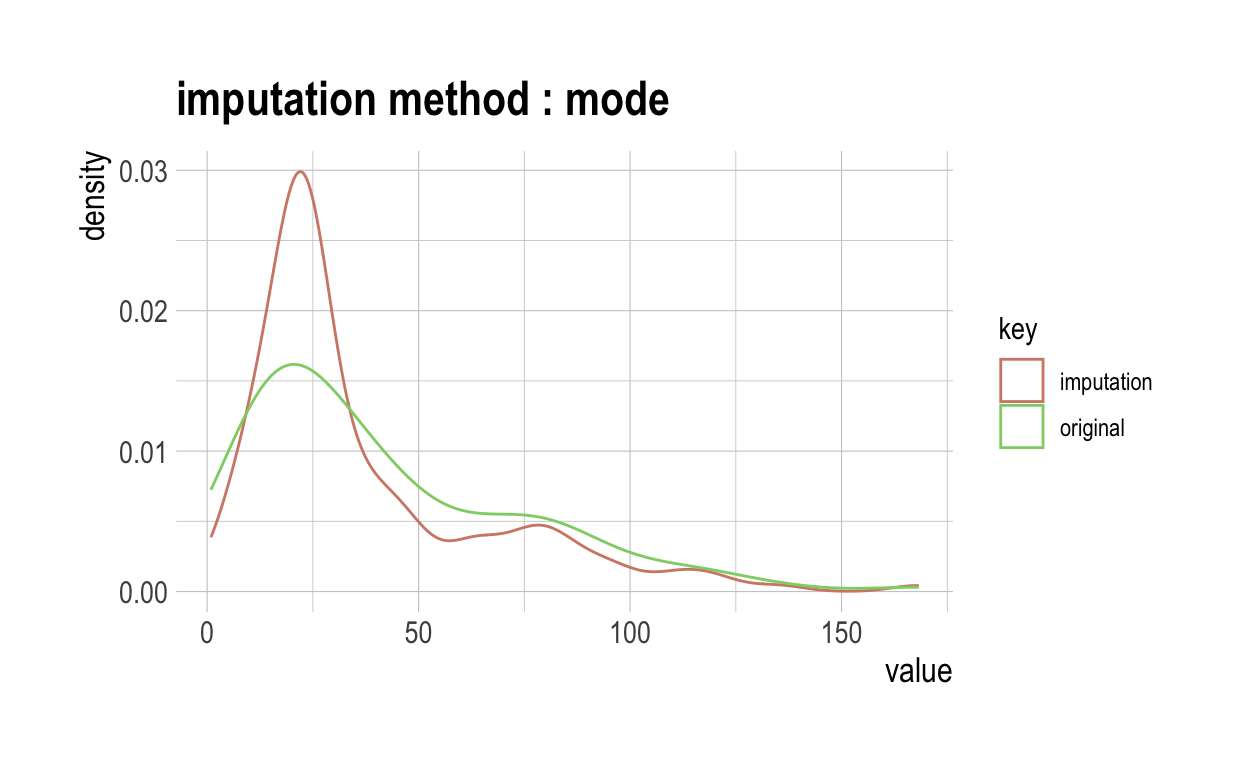 imputation method : mode
density
0.03
0.02
0.01
0.00
0 50 100 150
value
key
imputation
original